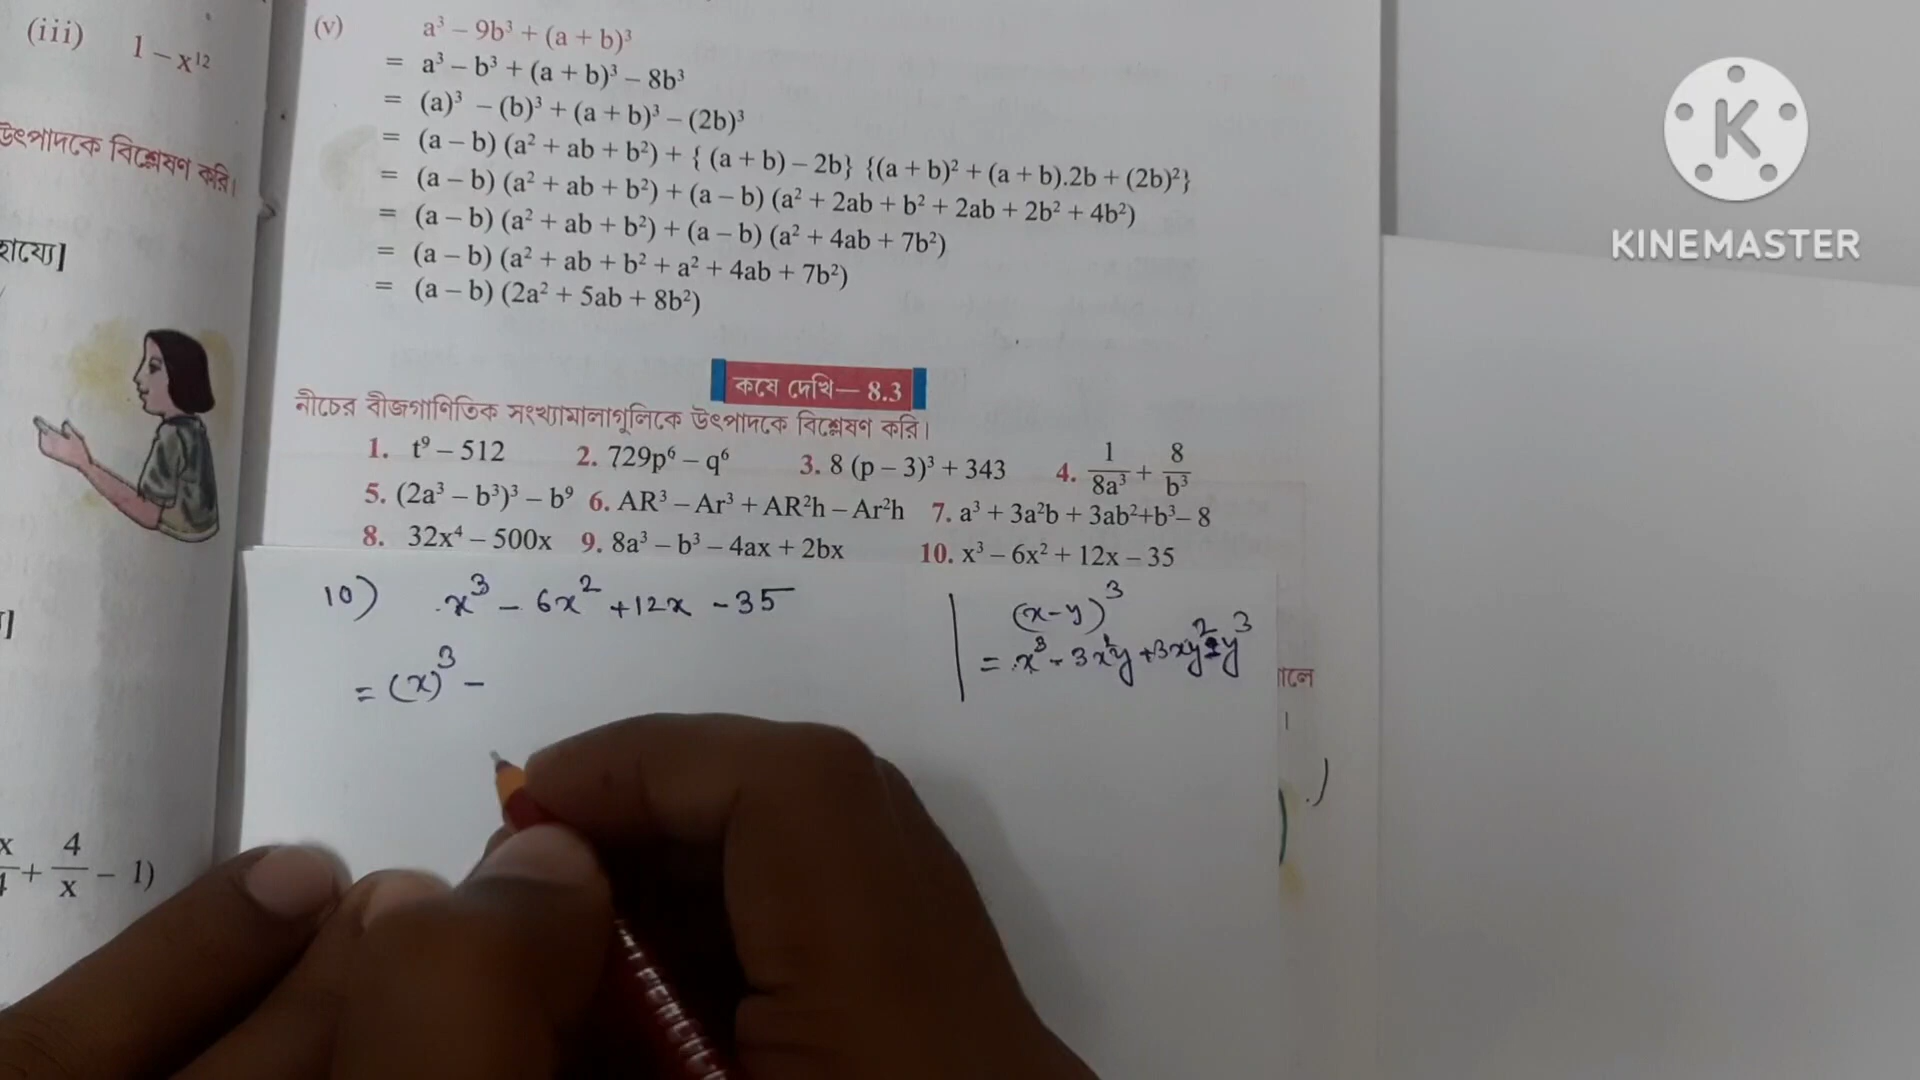 (iii) 1 – x¹²
উৎপাদকে বিশ্লেষণ করি।
(v) a³ – 9b³ + (a + b)³
= a³ – b³ + (a + b)³ – 8b³
= (a)³ – (b)³ + (a + b)³ – (2b)³
= (a – b) (a² + ab + b²) + { (a + b) – 2b} {(a + b)² + (a + b).2b + (2b)²}
= (a – b) (a² + ab + b²) + (a – b) (a² + 2ab + b² + 2ab + 2b² + 4b²)
= (a – b) (a² + ab + b²) + (a – b) (a² + 4ab + 7b²)
= (a – b) (a² + ab + b² + a² + 4ab + 7b²)
= (a – b) (2a² + 5ab + 8b²)
কষে দেখি— 8.3
নীচের বীজগাণিতিক সংখ্যামালাগুলিকে উৎপাদকে বিশ্লেষণ করি।
1. t⁹ – 512 2. 729p⁶ – q⁶ 3. 8 (p – 3)³ + 343 4. 1/8a³ + 8/b³
5. (2a³ – b³)³ – b⁹ 6. AR³ – Ar³ + AR²h – Ar²h 7. a³ + 3a²b + 3ab²+b³– 8
8. 32x⁴ – 500x 9. 8a³ – b³ – 4ax + 2bx 10. x³ – 6x² + 12x – 35
10) x³ - 6x² + 12x - 35
= (x)³ -
(x-y)³
= x³ - 3x²y + 3xy² - y³
x/4 + 4/x – 1)
KINEMASTER